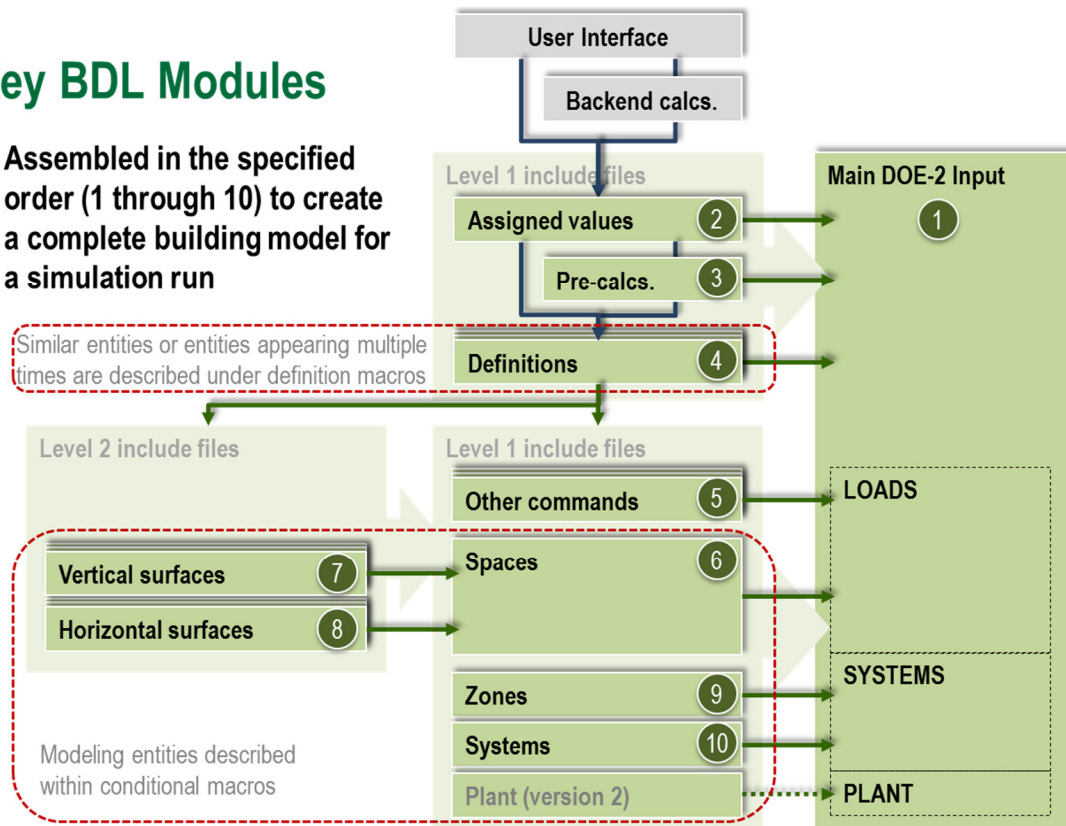 ey BDL Modules
Assembled in the specified
order (1 through 10) to create
a complete building model for
a simulation run
User Interface
Backend calcs.
Level 1 include files
Assigned values 2
Pre-calcs. 3
Similar entities or entities appearing multiple
times are described under definition macros
Definitions 4
Main DOE-2 Input
1
Level 2 include files
Level 1 include files
Other commands 5
LOADS
Vertical surfaces 7
Spaces 6
Horizontal surfaces 8
Zones 9
SYSTEMS
Systems 10
Modeling entities described
within conditional macros
Plant (version 2)
PLANT